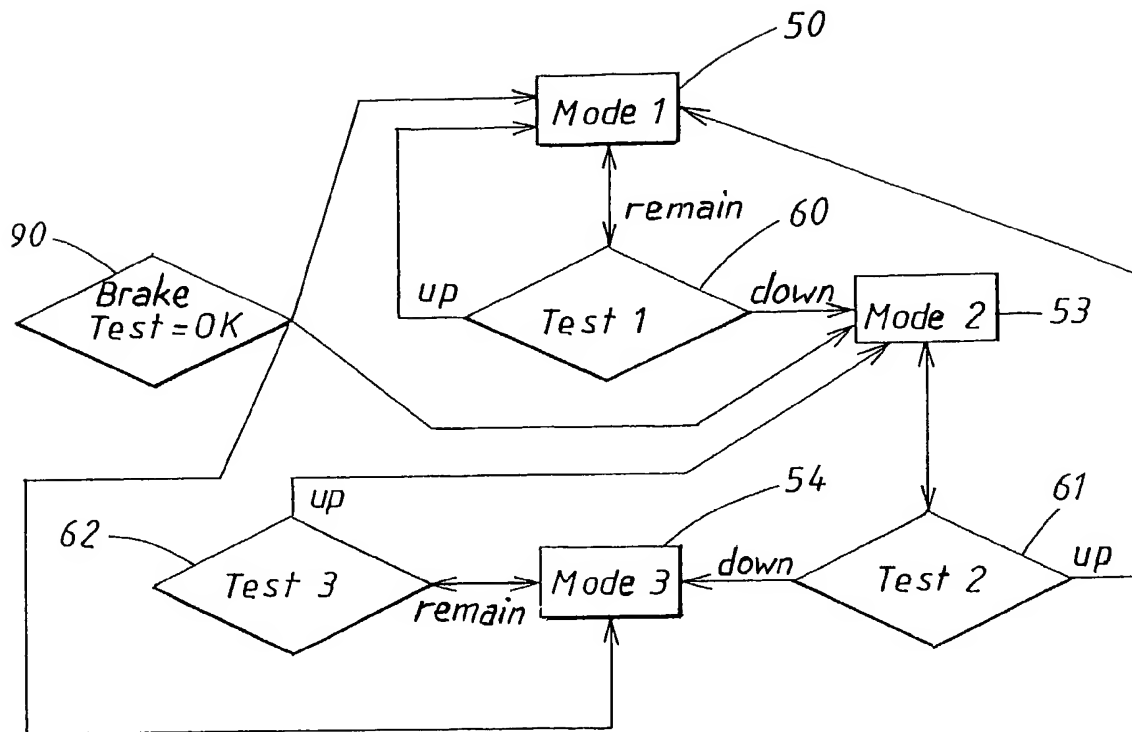 50
Mode 1
remain
60
90
Brake
Test = OK
up
Test 1
down
Mode 2
53
up
54
61
62
Test 3
remain
Mode 3
down
Test 2
up